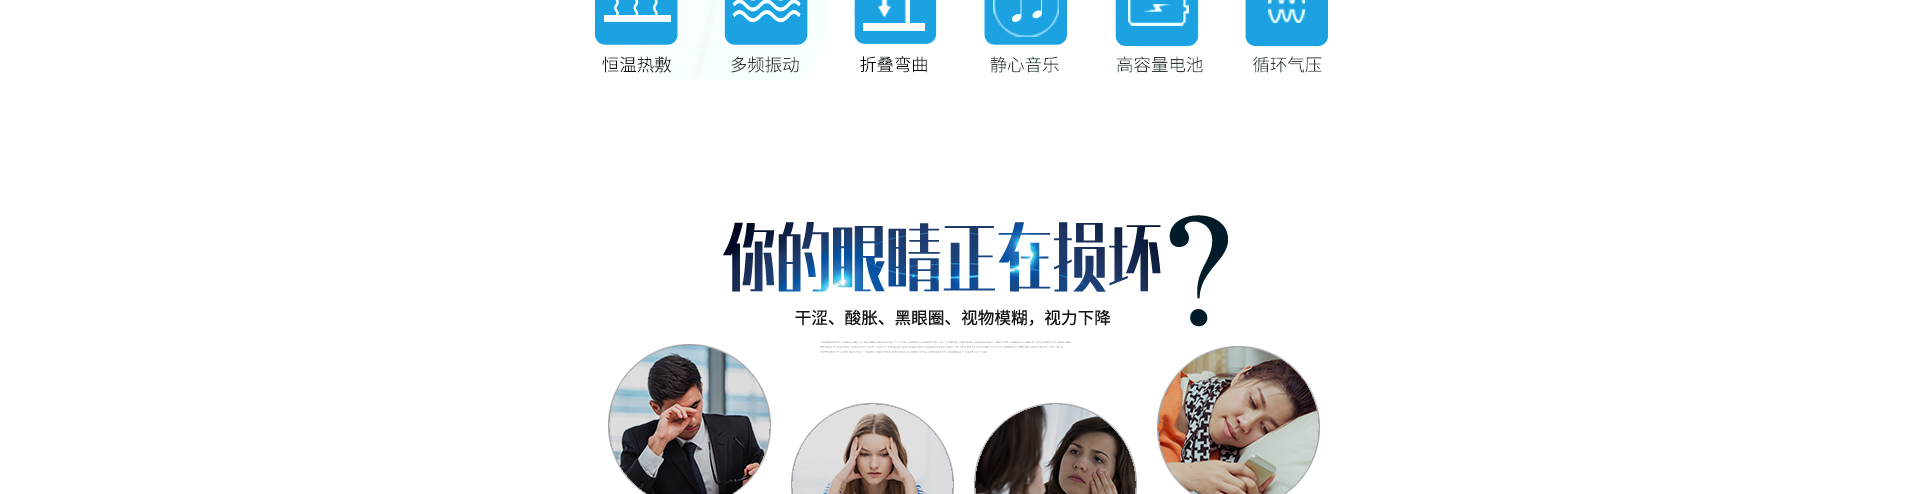 恒温热敷 多频振动 折叠弯曲 静心音乐 高容量电池 循环气压
你的眼睛正在损坏?
干涩、酸胀、黑眼圈、视物模糊，视力下降